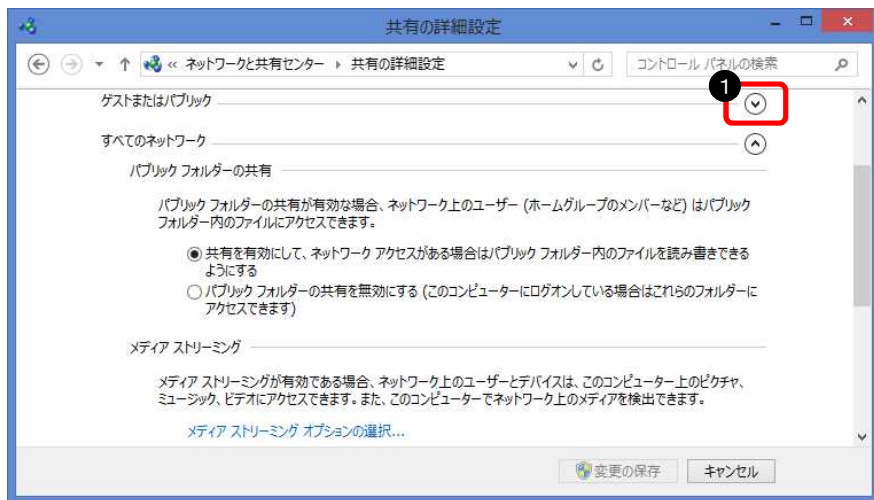 共有の詳細設定
« ネットワークと共有センター ▸ 共有の詳細設定
コントロール パネルの検索
1
ゲストまたはパブリック
すべてのネットワーク
パブリック フォルダーの共有
パブリック フォルダーの共有が有効な場合、ネットワーク上のユーザー (ホームグループのメンバーなど) はパブリック
フォルダー内のファイルにアクセスできます。
共有を有効にして、ネットワーク アクセスがある場合はパブリック フォルダー内のファイルを読み書きできる
ようにする
パブリック フォルダーの共有を無効にする (このコンピューターにログオンしている場合はこれらのフォルダーに
アクセスできます)
メディア ストリーミング
メディア ストリーミングが有効である場合、ネットワーク上のユーザーとデバイスは、このコンピューター上のピクチャ、
ミュージック、ビデオにアクセスできます。また、このコンピューターでネットワーク上のメディアを検出できます。
メディア ストリーミング オプションの選択...
変更の保存
キャンセル